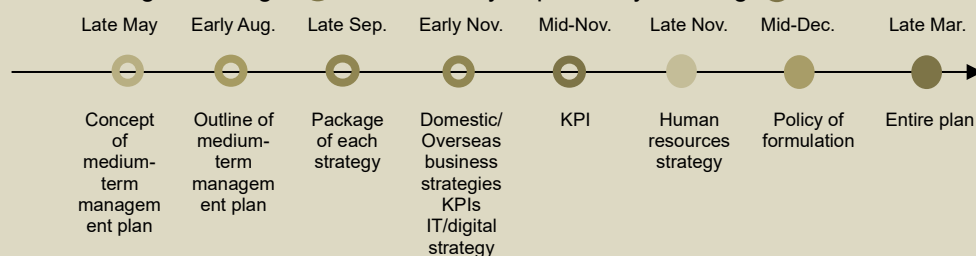 Late May
Early Aug.
Late Sep.
Early Nov.
Mid-Nov.
Late Nov.
Mid-Dec.
Late Mar.
Concept
of
medium-
term
managem
ent plan
Outline of
medium-
term
managem
ent plan
Package
of each
strategy
Domestic/
Overseas
business
strategies
KPIs
IT/digital
strategy
KPI
Human
resources
strategy
Policy of
formulation
Entire plan